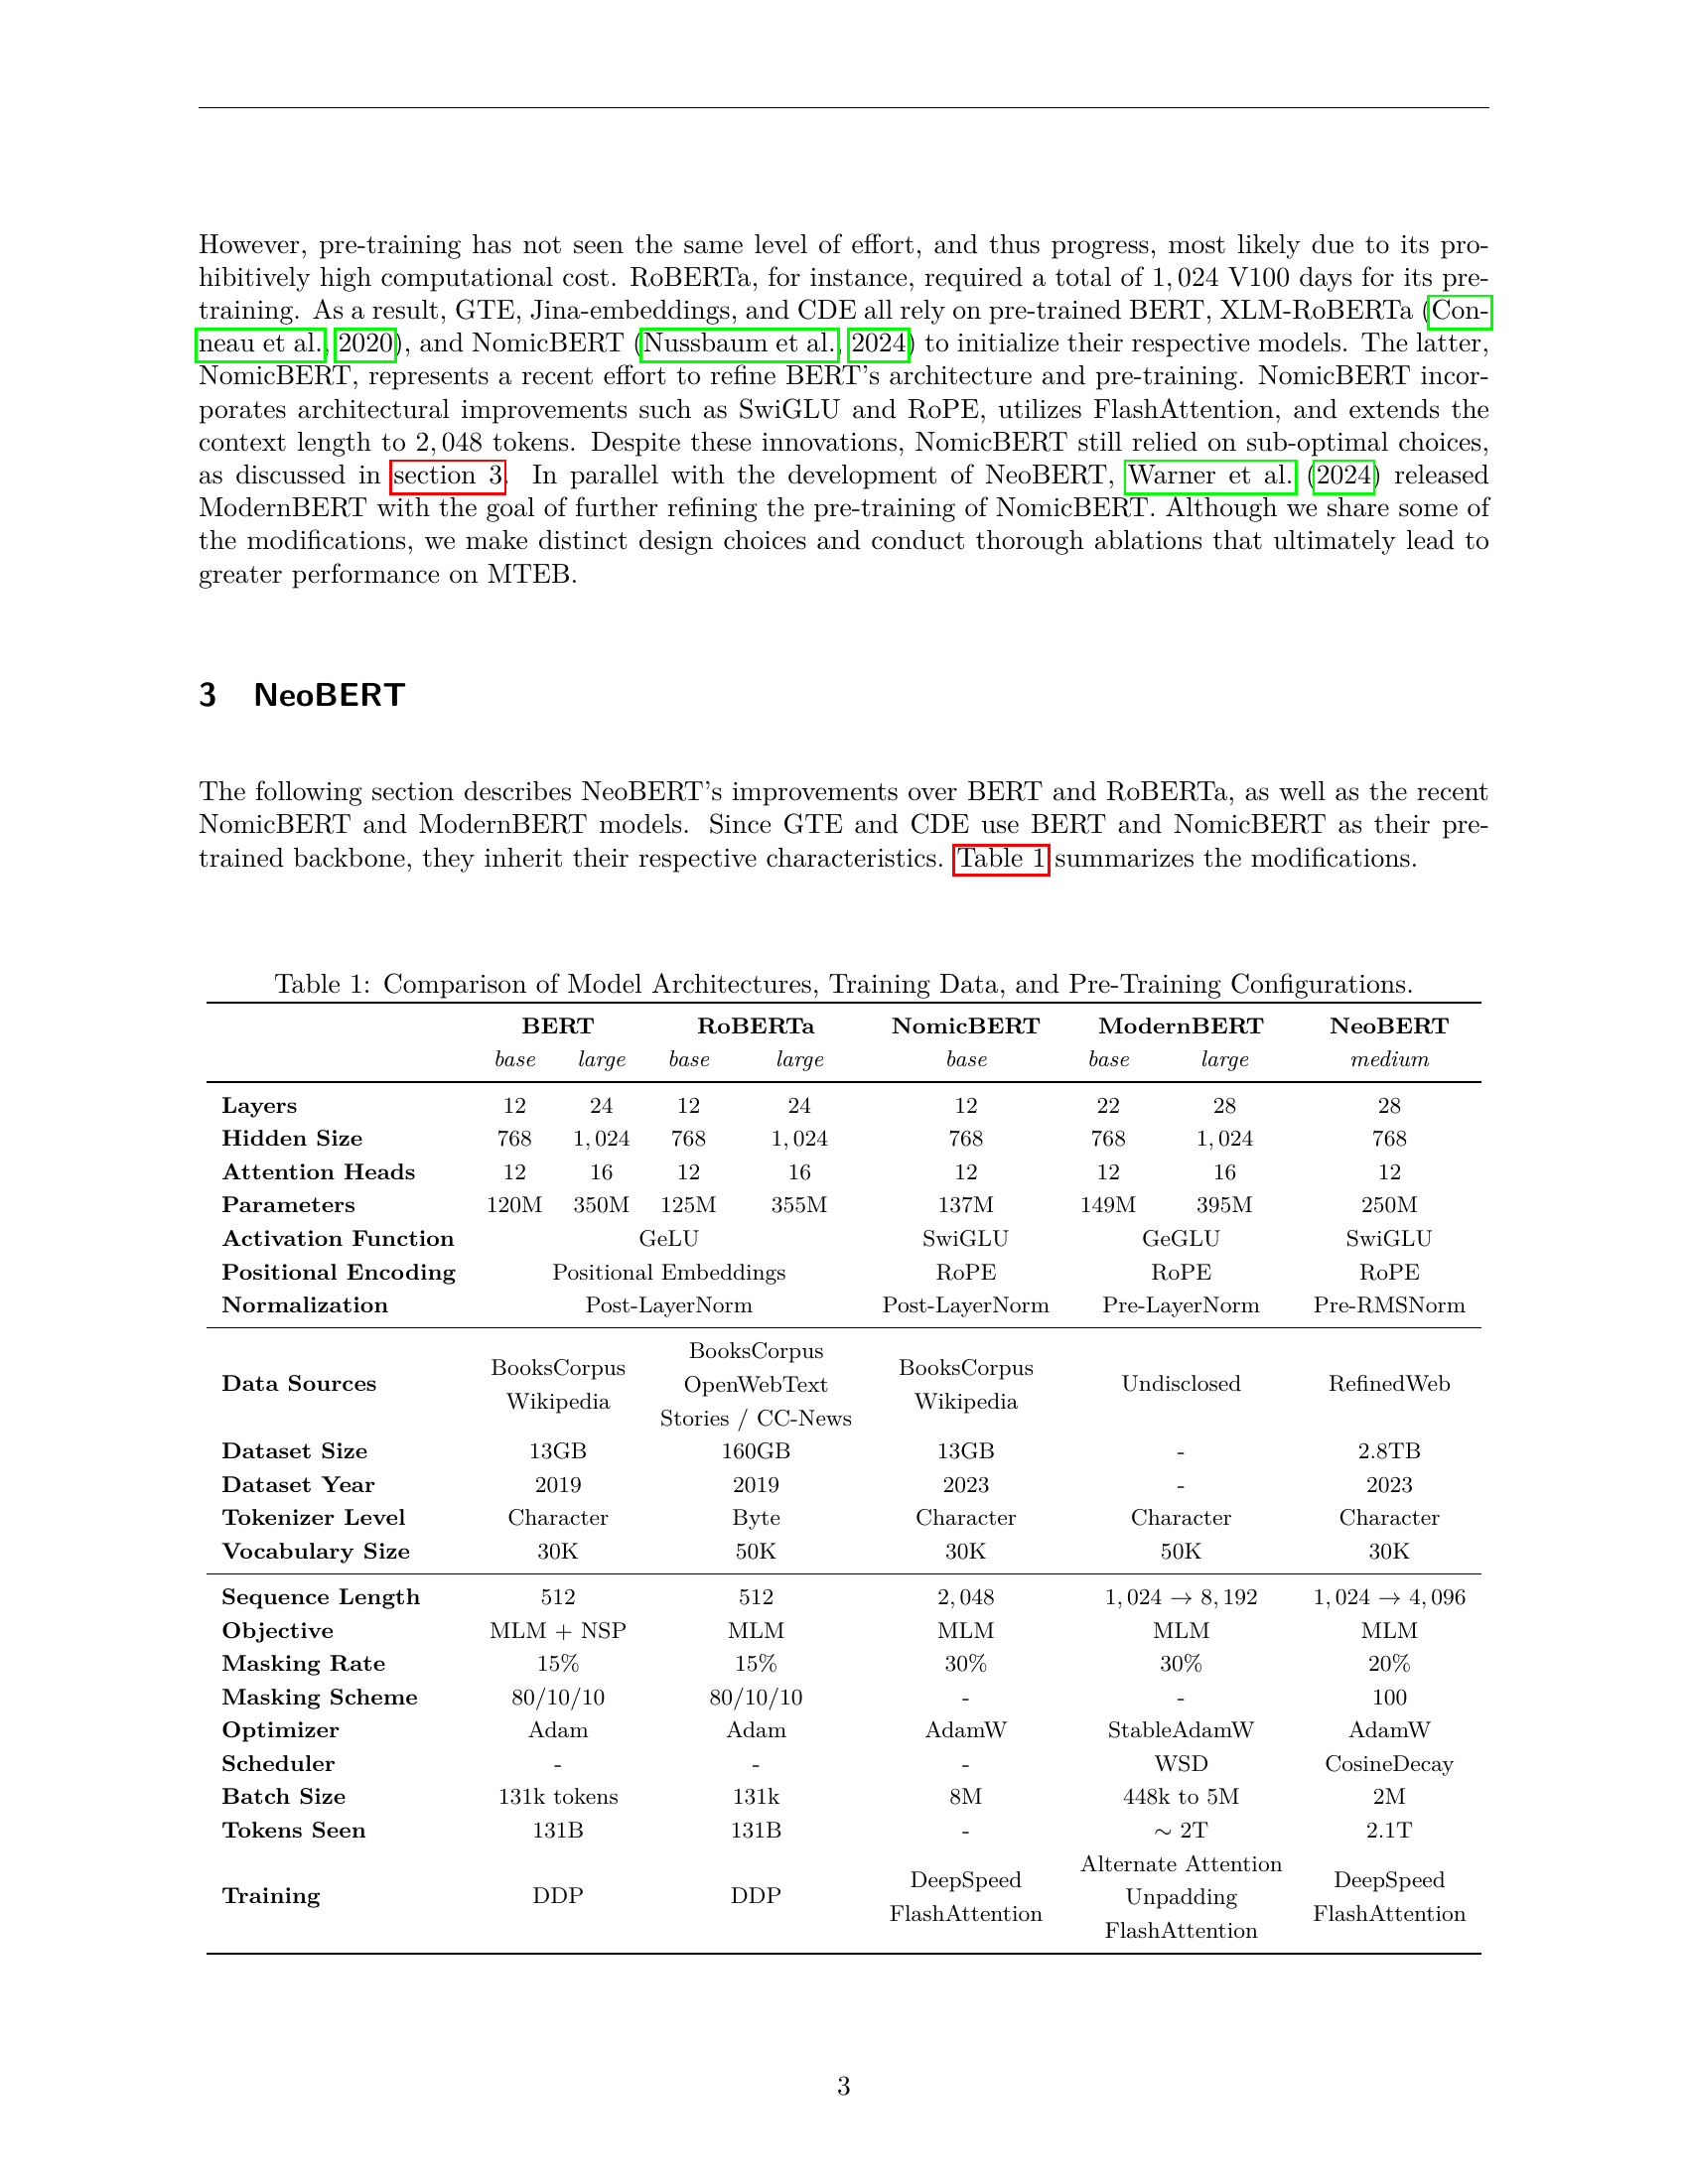 However, pre-training has not seen the same level of effort, and thus progress, most likely due to its pro-
hibitively high computational cost. RoBERTa, for instance, required a total of 1, 024 V100 days for its pre-
training. As a result, GTE, Jina-embeddings, and CDE all rely on pre-trained BERT, XLM-RoBERTa (Con-
neau et al., 2020), and NomicBERT (Nussbaum et al., 2024) to initialize their respective models. The latter,
NomicBERT, represents a recent effort to refine BERT's architecture and pre-training. NomicBERT incor-
porates architectural improvements such as SwiGLU and RoPE, utilizes FlashAttention, and extends the
context length to 2, 048 tokens. Despite these innovations, NomicBERT still relied on sub-optimal choices,
as discussed in section 3. In parallel with the development of NeoBERT, Warner et al. (2024) released
ModernBERT with the goal of further refining the pre-training of NomicBERT. Although we share some of
the modifications, we make distinct design choices and conduct thorough ablations that ultimately lead to
greater performance on MTEB.
3 NeoBERT
The following section describes NeoBERT's improvements over BERT and RoBERTa, as well as the recent
NomicBERT and ModernBERT models. Since GTE and CDE use BERT and NomicBERT as their pre-
trained backbone, they inherit their respective characteristics. Table 1 summarizes the modifications.
Table 1: Comparison of Model Architectures, Training Data, and Pre-Training Configurations.
BERT RoBERTa NomicBERT ModernBERT NeoBERT
base large base large base base large medium
Layers 12 24 12 24 12 22 28 28
Hidden Size 768 1, 024 768 1, 024 768 768 1, 024 768
Attention Heads 12 16 12 16 12 12 16 12
Parameters 120M 350M 125M 355M 137M 149M 395M 250M
Activation Function GeLU SwiGLU GeGLU SwiGLU
Positional Encoding Positional Embeddings RoPE RoPE RoPE
Normalization Post-LayerNorm Post-LayerNorm Pre-LayerNorm Pre-RMSNorm
Data Sources BooksCorpus Wikipedia BooksCorpus OpenWebText Stories / CC-News BooksCorpus Wikipedia Undisclosed RefinedWeb
Dataset Size 13GB 160GB 13GB - 2.8TB
Dataset Year 2019 2019 2023 - 2023
Tokenizer Level Character Byte Character Character Character
Vocabulary Size 30K 50K 30K 50K 30K
Sequence Length 512 512 2, 048 1, 024 → 8, 192 1, 024 → 4, 096
Objective MLM + NSP MLM MLM MLM MLM
Masking Rate 15% 15% 30% 30% 20%
Masking Scheme 80/10/10 80/10/10 - - 100
Optimizer Adam Adam AdamW StableAdamW AdamW
Scheduler - - - WSD CosineDecay
Batch Size 131k tokens 131k 8M 448k to 5M 2M
Tokens Seen 131B 131B - ∼ 2T 2.1T
Training DDP DDP DeepSpeed FlashAttention Alternate Attention Unpadding FlashAttention DeepSpeed FlashAttention
3